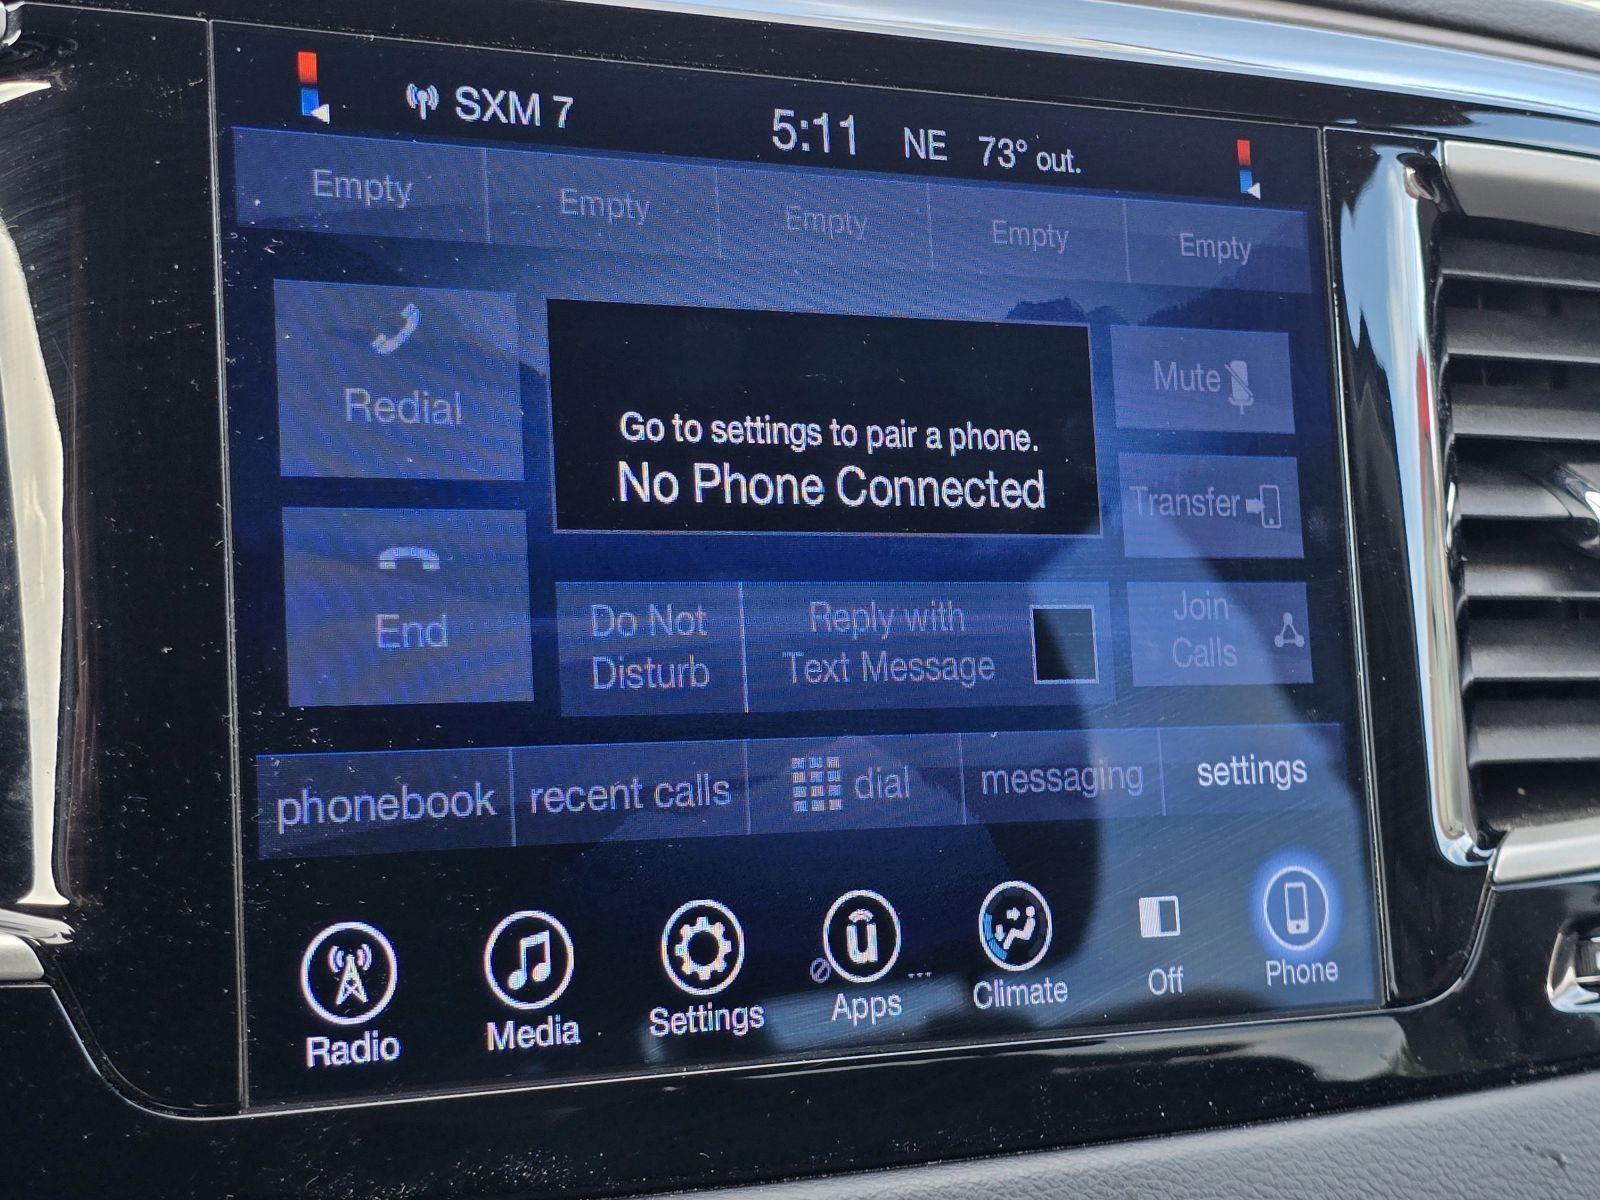 SXM 7
5:11 NE 73° out.
Empty Empty Empty Empty Empty
Redial
Go to settings to pair a phone.
No Phone Connected
Mute
Transfer
Join
Calls
End
Do Not
Disturb
Reply with
Text Message
phonebook recent calls dial messaging settings
Radio Media Settings Apps Climate Off Phone